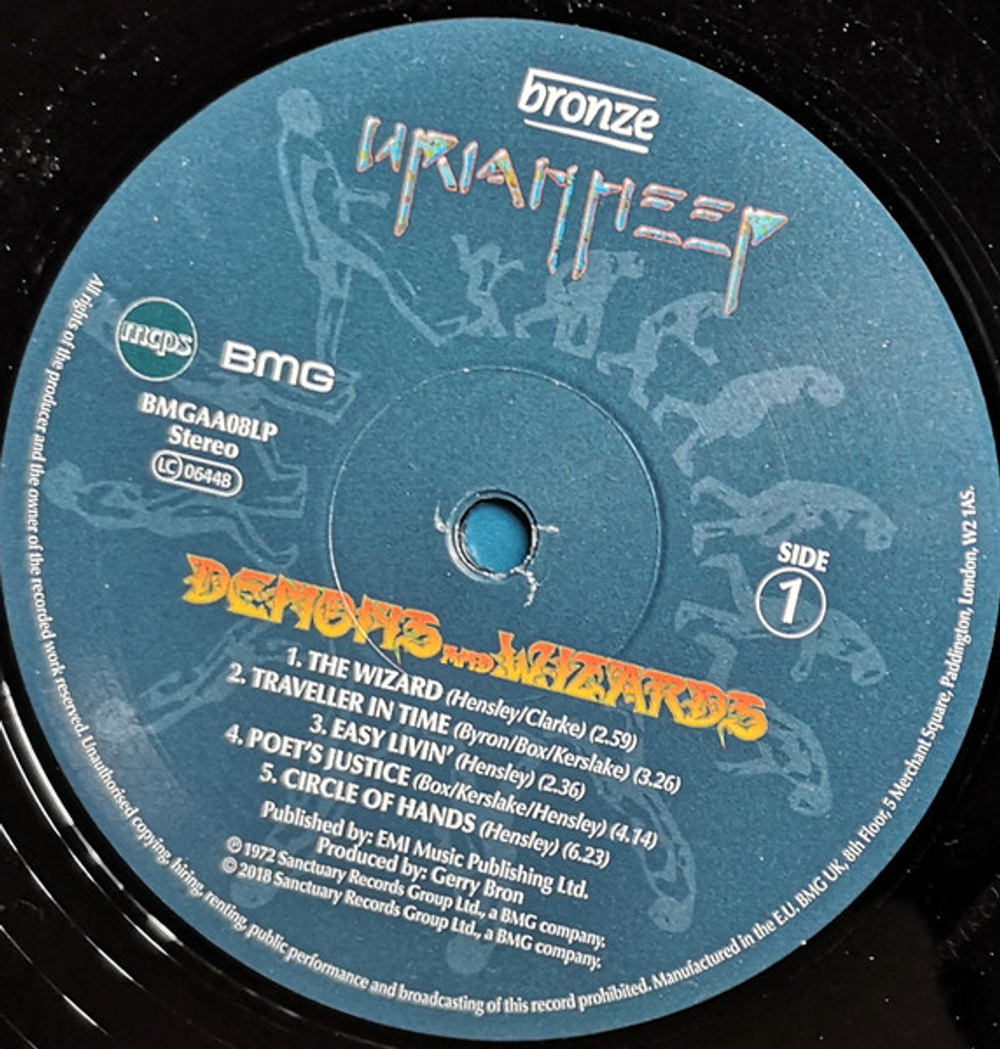 bronze
URIAH HEEP
mcps
BMG
BMGAA08LP
Stereo
LC 06448
SIDE
1
DEMONS AND WIZARDS
1. THE WIZARD (Hensley/Clarke) (2.59)
2. TRAVELLER IN TIME (Byron/Box/Kerslake) (3.26)
3. EASY LIVIN' (Hensley) (2.36)
4. POET'S JUSTICE (Box/Kerslake/Hensley) (4.14)
5. CIRCLE OF HANDS (Hensley) (6.23)
Published by: EMI Music Publishing Ltd.
Produced by: Gerry Bron
℗ 1972 Sanctuary Records Group Ltd., a BMG company.
© 2018 Sanctuary Records Group Ltd., a BMG company.
All rights of the producer and the owner of the recorded work reserved. Unauthorised copying, hiring, renting, public performance and broadcasting of this record prohibited. Manufactured in the E.U. BMG UK, 8th Floor, 5 Merchant Square, Paddington, London, W2 1AS.